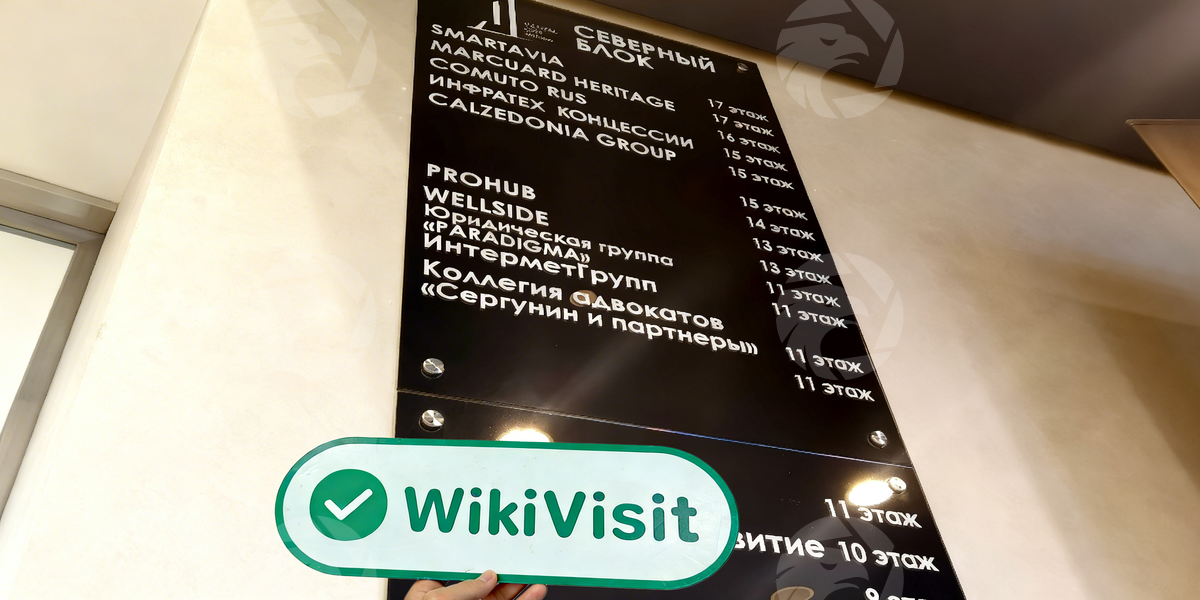 СЕВЕРНЫЙ
БЛОК
SMARTAVIA
MARCUARD HERITAGE
COMUTO RUS
ИНФРАТЕХ КОНЦЕССИИ
CALZEDONIA GROUP
PROHUB
WELLSIDE
Юридическая группа
«PARADIGMA»
ИнтерметГрупп
Коллегия адвокатов
«Сергунин и партнеры»
17 этаж
17 этаж
16 этаж
15 этаж
15 этаж
15 этаж
14 этаж
13 этаж
13 этаж
11 этаж
11 этаж
11 этаж
11 этаж
11 этаж
витие 10 этаж
WikiVisit